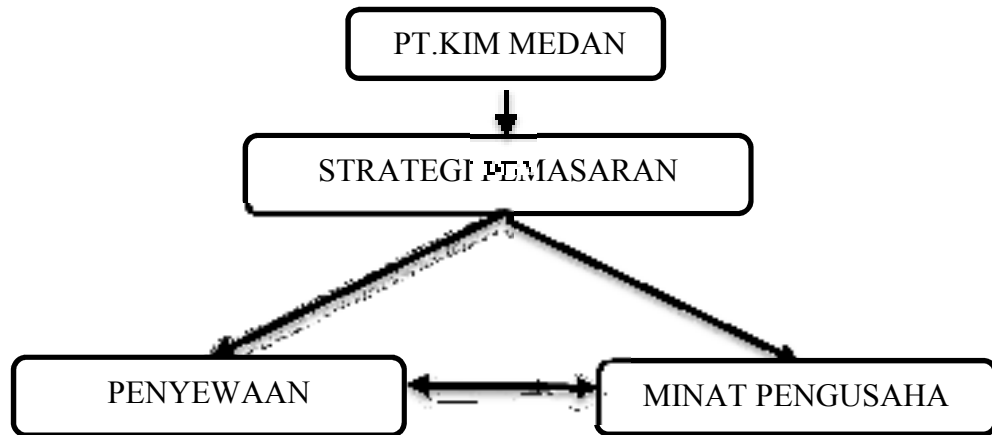 PT.KIM MEDAN
STRATEGI PEMASARAN
PENYEWAAN
MINAT PENGUSAHA